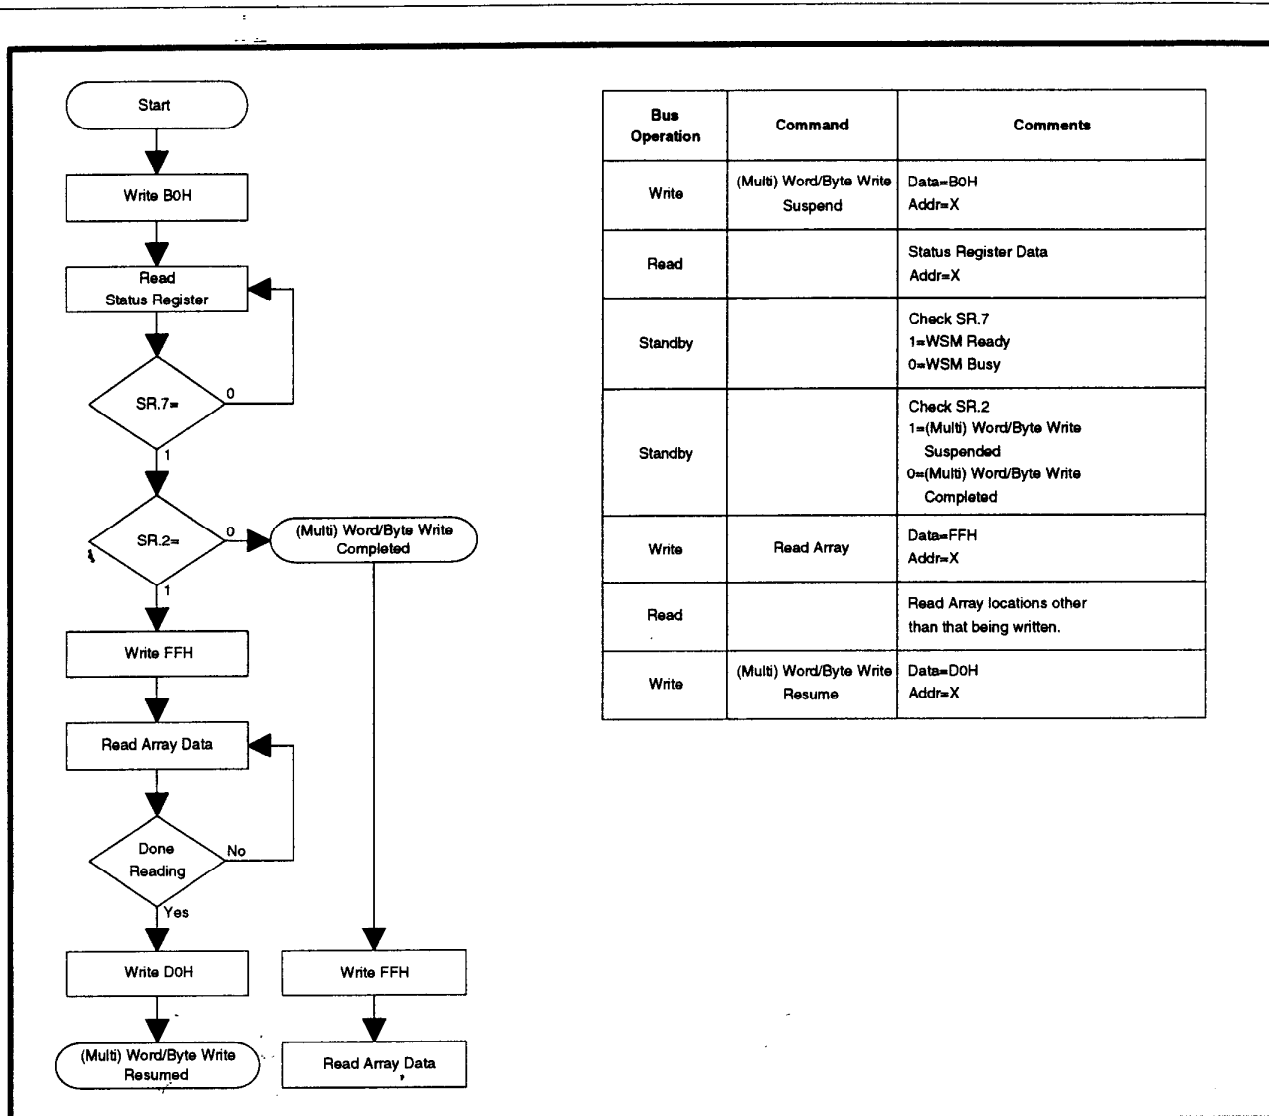 Start
Write B0H
Read
Status Register
SR.7=
0
1
SR.2=
0
(Multi) Word/Byte Write
Completed
1
Write FFH
Read Array Data
Done
Reading
No
Yes
Write D0H
(Multi) Word/Byte Write
Resumed
Write FFH
Read Array Data
Bus
Operation
Command
Comments
Write
(Multi) Word/Byte Write
Suspend
Data=B0H
Addr=X
Read
Status Register Data
Addr=X
Standby
Check SR.7
1=WSM Ready
0=WSM Busy
Standby
Check SR.2
1=(Multi) Word/Byte Write
Suspended
0=(Multi) Word/Byte Write
Completed
Write
Read Array
Data=FFH
Addr=X
Read
Read Array locations other
than that being written.
Write
(Multi) Word/Byte Write
Resume
Data=D0H
Addr=X